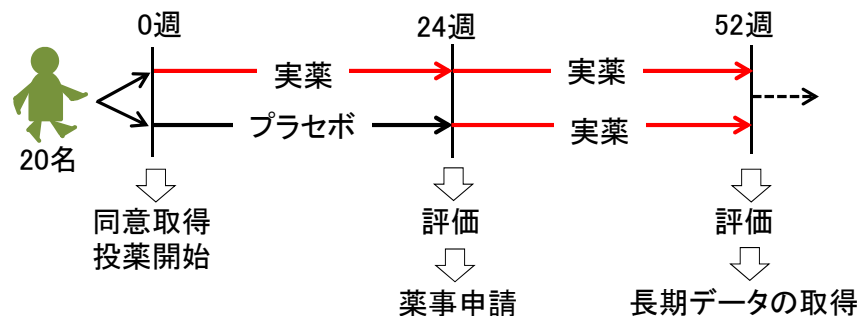 0週
24週
52週
実薬
実薬
プラセボ
実薬
20名
同意取得
投薬開始
評価
評価
薬事申請
長期データの取得